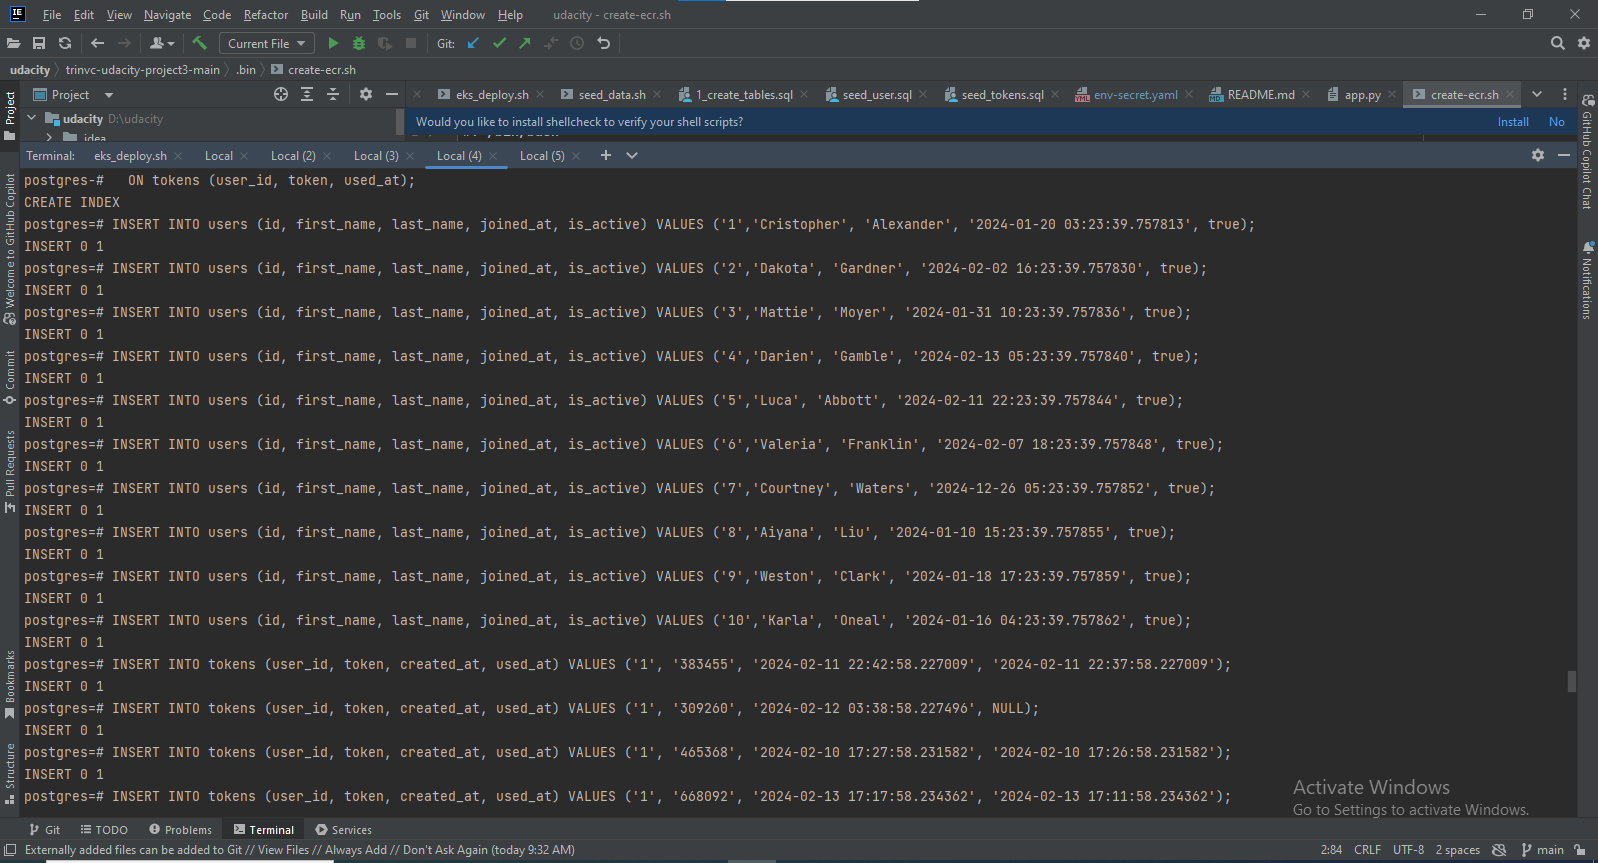 File Edit View Navigate Code Refactor Build Run Tools Git Window Help udacity - create-ecr.sh
Current File Git:
udacity trinvc-udacity-project3-main .bin create-ecr.sh
Project eks_deploy.sh seed_data.sh 1_create_tables.sql seed_user.sql seed_tokens.sql env-secret.yaml README.md app.py create-ecr.sh
udacity D:\udacity
idea
Would you like to install shellcheck to verify your shell scripts? Install No
Terminal: eks_deploy.sh Local Local (2) Local (3) Local (4) Local (5)
postgres-#   ON tokens (user_id, token, used_at);
CREATE INDEX
postgres=# INSERT INTO users (id, first_name, last_name, joined_at, is_active) VALUES ('1','Cristopher', 'Alexander', '2024-01-20 03:23:39.757813', true);
INSERT 0 1
postgres=# INSERT INTO users (id, first_name, last_name, joined_at, is_active) VALUES ('2','Dakota', 'Gardner', '2024-02-02 16:23:39.757830', true);
INSERT 0 1
postgres=# INSERT INTO users (id, first_name, last_name, joined_at, is_active) VALUES ('3','Mattie', 'Moyer', '2024-01-31 10:23:39.757836', true);
INSERT 0 1
postgres=# INSERT INTO users (id, first_name, last_name, joined_at, is_active) VALUES ('4','Darien', 'Gamble', '2024-02-13 05:23:39.757840', true);
INSERT 0 1
postgres=# INSERT INTO users (id, first_name, last_name, joined_at, is_active) VALUES ('5','Luca', 'Abbott', '2024-02-11 22:23:39.757844', true);
INSERT 0 1
postgres=# INSERT INTO users (id, first_name, last_name, joined_at, is_active) VALUES ('6','Valeria', 'Franklin', '2024-02-07 18:23:39.757848', true);
INSERT 0 1
postgres=# INSERT INTO users (id, first_name, last_name, joined_at, is_active) VALUES ('7','Courtney', 'Waters', '2024-12-26 05:23:39.757852', true);
INSERT 0 1
postgres=# INSERT INTO users (id, first_name, last_name, joined_at, is_active) VALUES ('8','Aiyana', 'Liu', '2024-01-10 15:23:39.757855', true);
INSERT 0 1
postgres=# INSERT INTO users (id, first_name, last_name, joined_at, is_active) VALUES ('9','Weston', 'Clark', '2024-01-18 17:23:39.757859', true);
INSERT 0 1
postgres=# INSERT INTO users (id, first_name, last_name, joined_at, is_active) VALUES ('10','Karla', 'Oneal', '2024-01-16 04:23:39.757862', true);
INSERT 0 1
postgres=# INSERT INTO tokens (user_id, token, created_at, used_at) VALUES ('1', '383455', '2024-02-11 22:42:58.227009', '2024-02-11 22:37:58.227009');
INSERT 0 1
postgres=# INSERT INTO tokens (user_id, token, created_at, used_at) VALUES ('1', '309260', '2024-02-12 03:38:58.227496', NULL);
INSERT 0 1
postgres=# INSERT INTO tokens (user_id, token, created_at, used_at) VALUES ('1', '465368', '2024-02-10 17:27:58.231582', '2024-02-10 17:26:58.231582');
INSERT 0 1
postgres=# INSERT INTO tokens (user_id, token, created_at, used_at) VALUES ('1', '668092', '2024-02-13 17:17:58.234362', '2024-02-13 17:11:58.234362');
Project
Welcome to GitHub Copilot
Commit
Pull Requests
Bookmarks
Structure
GitHub Copilot Chat
Notifications
Activate Windows
Go to Settings to activate Windows.
Git TODO Problems Terminal Services
Externally added files can be added to Git // View Files // Always Add // Don't Ask Again (today 9:32 AM) 2:84 CRLF UTF-8 2 spaces main